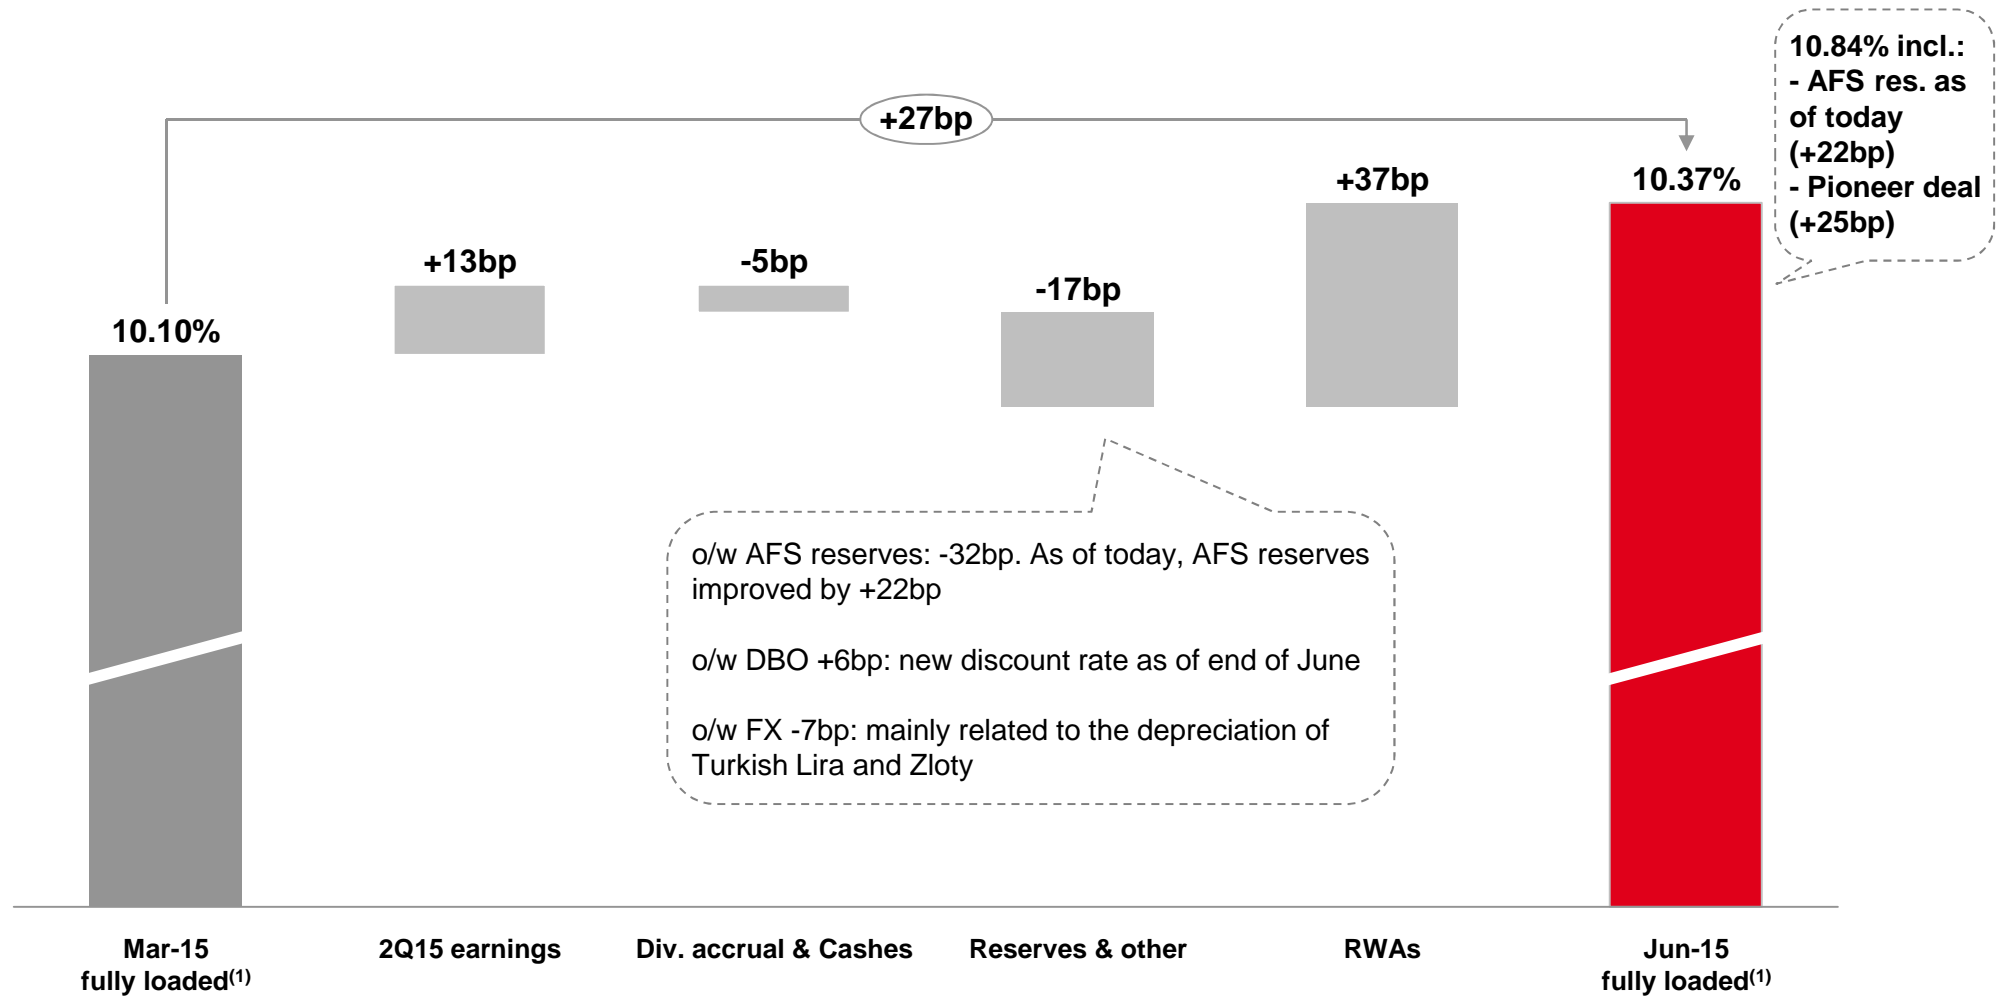 10.84% incl.:
- AFS res. as
of today
(+22bp)
- Pioneer deal
(+25bp)
+27bp
10.10%
+13bp
-5bp
-17bp
+37bp
10.37%
o/w AFS reserves: -32bp. As of today, AFS reserves
improved by +22bp
o/w DBO +6bp: new discount rate as of end of June
o/w FX -7bp: mainly related to the depreciation of
Turkish Lira and Zloty
Mar-15
fully loaded(1)
2Q15 earnings
Div. accrual & Cashes
Reserves & other
RWAs
Jun-15
fully loaded(1)